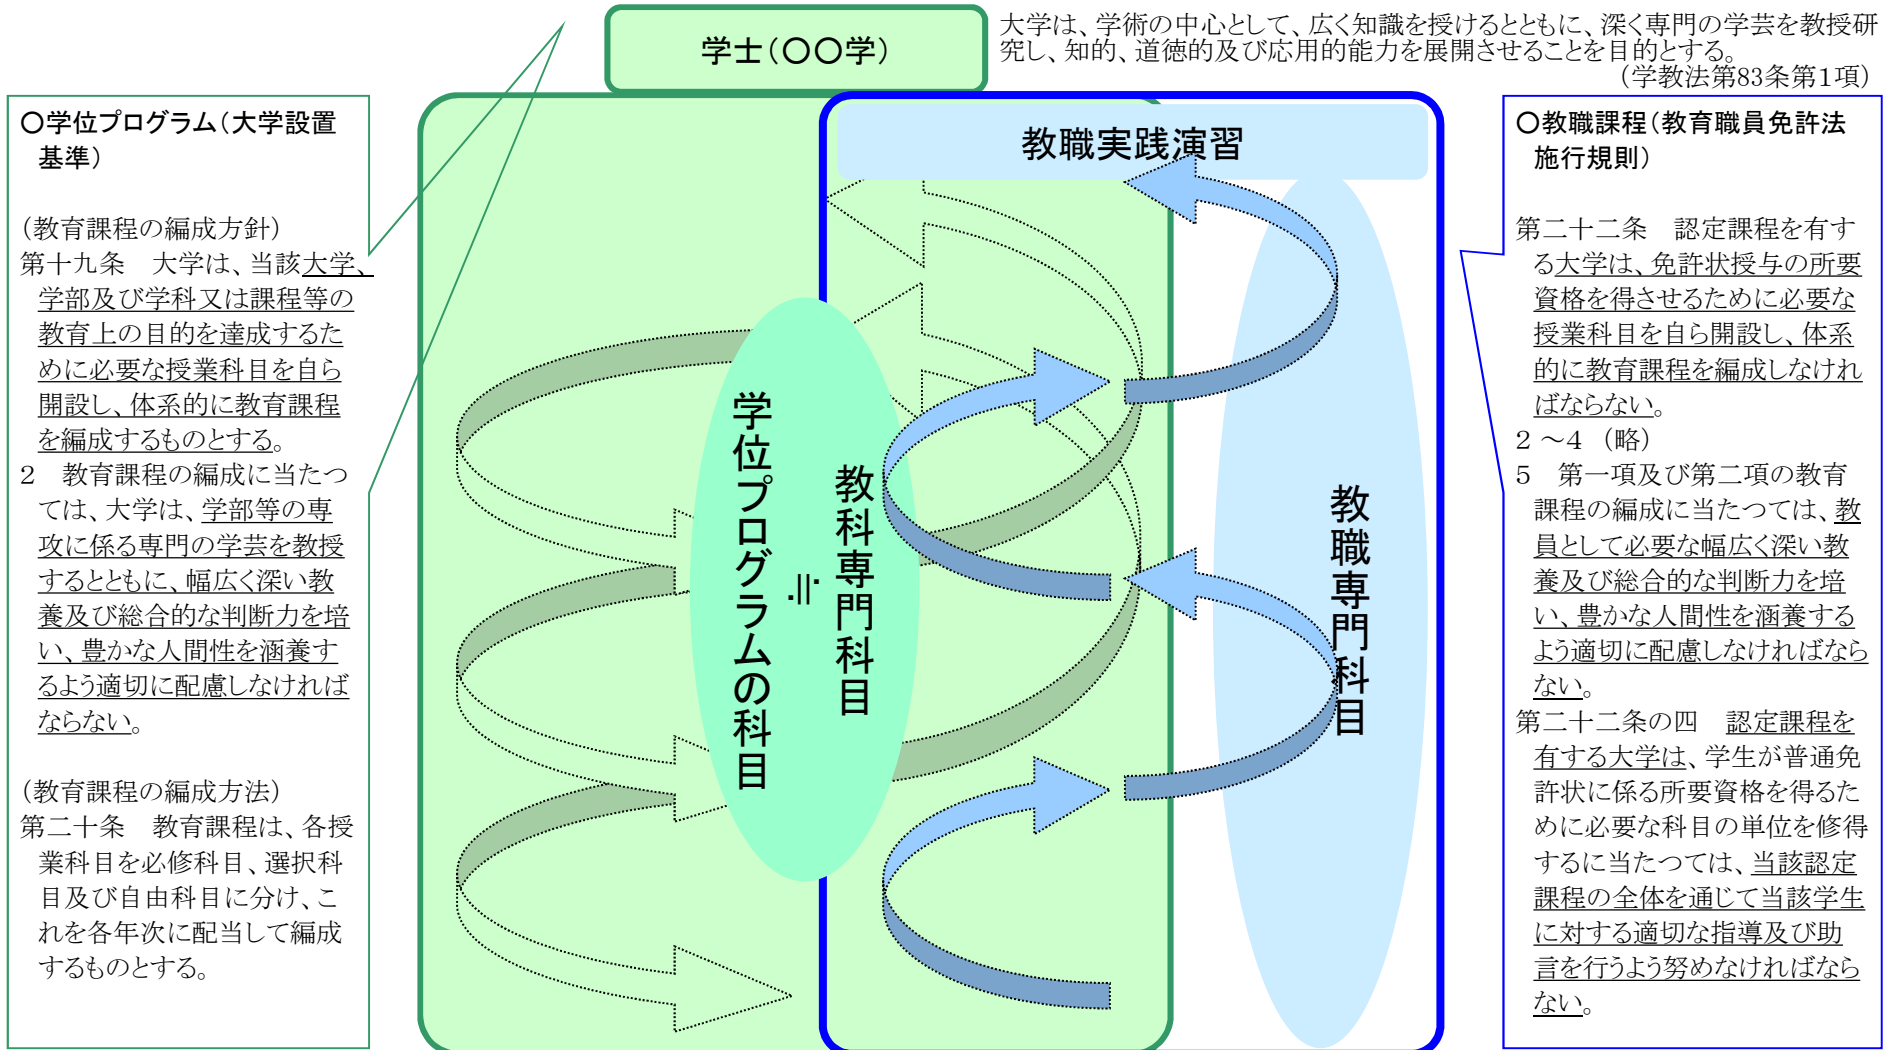 学士(〇〇学)
大学は、学術の中心として、広く知識を授けるとともに、深く専門の学芸を教授研
究し、知的、道徳的及び応用的能力を展開させることを目的とする。
(学教法第83条第1項)
〇学位プログラム(大学設置
基準)
(教育課程の編成方針)
第十九条 大学は、当該大学、
学部及び学科又は課程等の
教育上の目的を達成するた
めに必要な授業科目を自ら
開設し、体系的に教育課程
を編成するものとする。
2 教育課程の編成に当たつ
ては、大学は、学部等の専
攻に係る専門の学芸を教授
するとともに、幅広く深い教
養及び総合的な判断力を培
い、豊かな人間性を涵養す
るよう適切に配慮しなければ
ならない。
(教育課程の編成方法)
第二十条 教育課程は、各授
業科目を必修科目、選択科
目及び自由科目に分け、こ
れを各年次に配当して編成
するものとする。
教職実践演習
学位プログラムの科目
≒
教科専門科目
教職専門科目
〇教職課程(教育職員免許法
施行規則)
第二十二条 認定課程を有す
る大学は、免許状授与の所要
資格を得させるために必要な
授業科目を自ら開設し、体系
的に教育課程を編成しなけれ
ばならない。
2~4 (略)
5 第一項及び第二項の教育
課程の編成に当たつては、教
員として必要な幅広く深い教
養及び総合的な判断力を培
い、豊かな人間性を涵養する
よう適切に配慮しなければなら
ない。
第二十二条の四 認定課程を
有する大学は、学生が普通免
許状に係る所要資格を得るた
めに必要な科目の単位を修得
するに当たつては、当該認定
課程の全体を通じて当該学生
に対する適切な指導及び助
言を行うよう努めなければなら
ない。